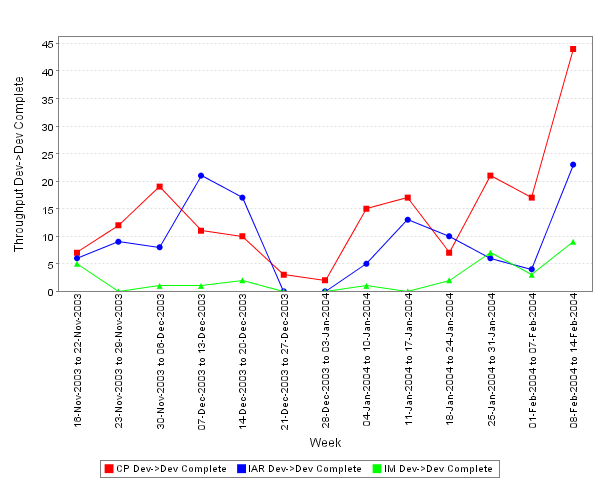 Throughput Dev->Dev Complete
45
40
35
30
25
20
15
10
5
0
16-Nov-2003 to 22-Nov-2003
23-Nov-2003 to 29-Nov-2003
30-Nov-2003 to 06-Dec-2003
07-Dec-2003 to 13-Dec-2003
14-Dec-2003 to 20-Dec-2003
21-Dec-2003 to 27-Dec-2003
28-Dec-2003 to 03-Jan-2004
04-Jan-2004 to 10-Jan-2004
11-Jan-2004 to 17-Jan-2004
18-Jan-2004 to 24-Jan-2004
25-Jan-2004 to 31-Jan-2004
01-Feb-2004 to 07-Feb-2004
08-Feb-2004 to 14-Feb-2004
Week
CP Dev->Dev Complete
IAR Dev->Dev Complete
IM Dev->Dev Complete